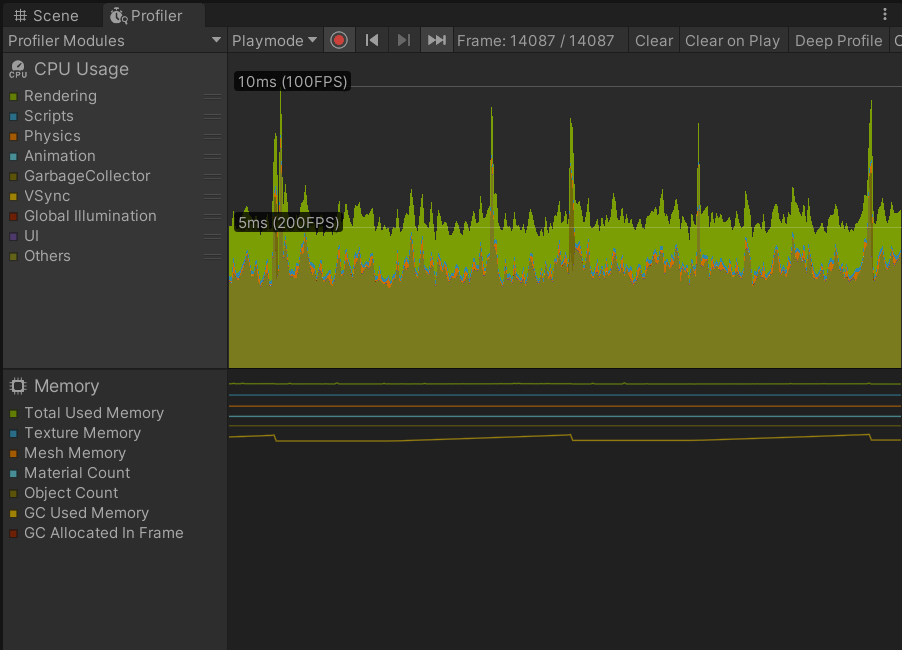 Scene Profiler
Profiler Modules Playmode Frame: 14087 / 14087 Clear Clear on Play Deep Profile
CPU CPU Usage
10ms (100FPS)
Rendering
Scripts
Physics
Animation
GarbageCollector
VSync
Global Illumination
5ms (200FPS)
UI
Others
Memory
Total Used Memory
Texture Memory
Mesh Memory
Material Count
Object Count
GC Used Memory
GC Allocated In Frame